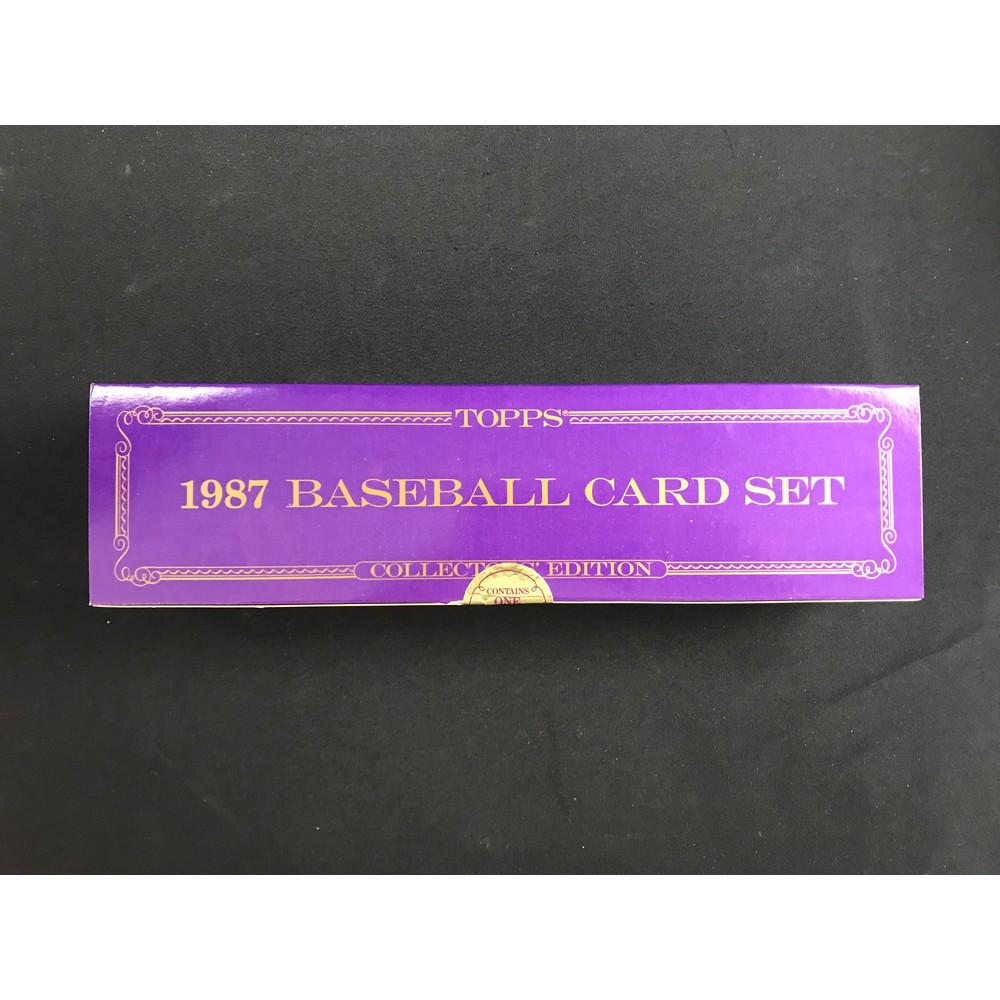 TOPPS®
1987 BASEBALL CARD SET
EDITION
CONTAINS
ONE